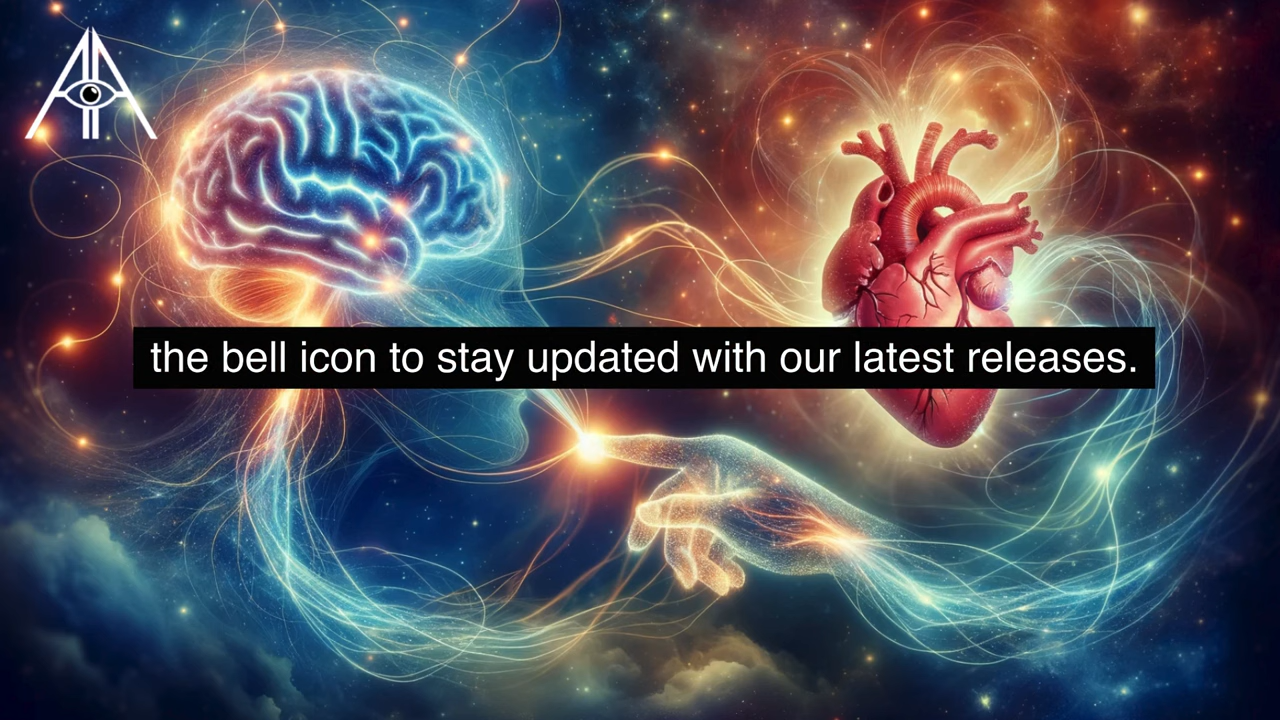 the bell icon to stay updated with our latest releases.